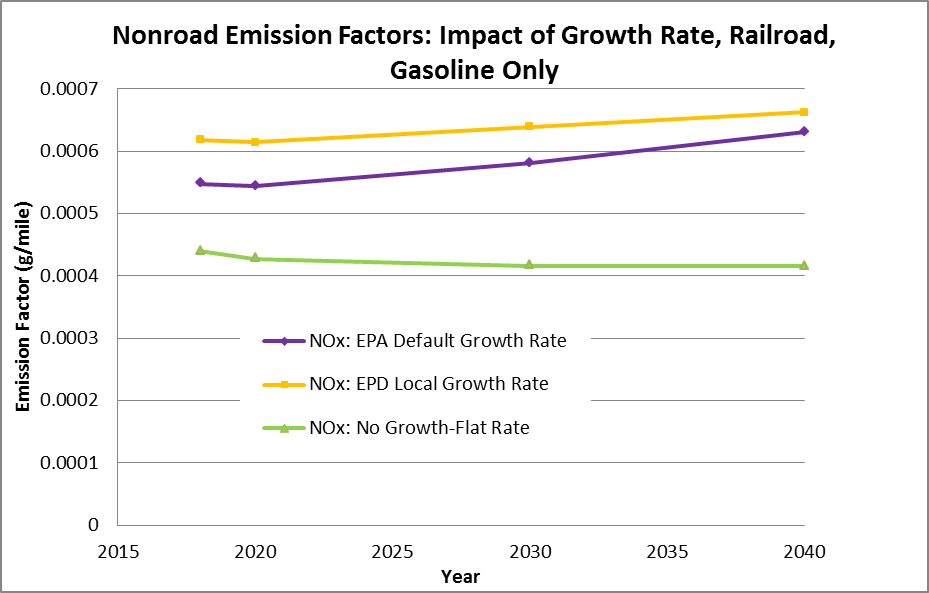 Nonroad Emission Factors: Impact of Growth Rate, Railroad,
Gasoline Only
0.0007
0.0006
0.0005
0.0004
0.0003
0.0002
0.0001
0
Emission Factor (g/mile)
NOx: EPA Default Growth Rate
NOx: EPD Local Growth Rate
NOx: No Growth-Flat Rate
2015 2020 2025 2030 2035 2040
Year